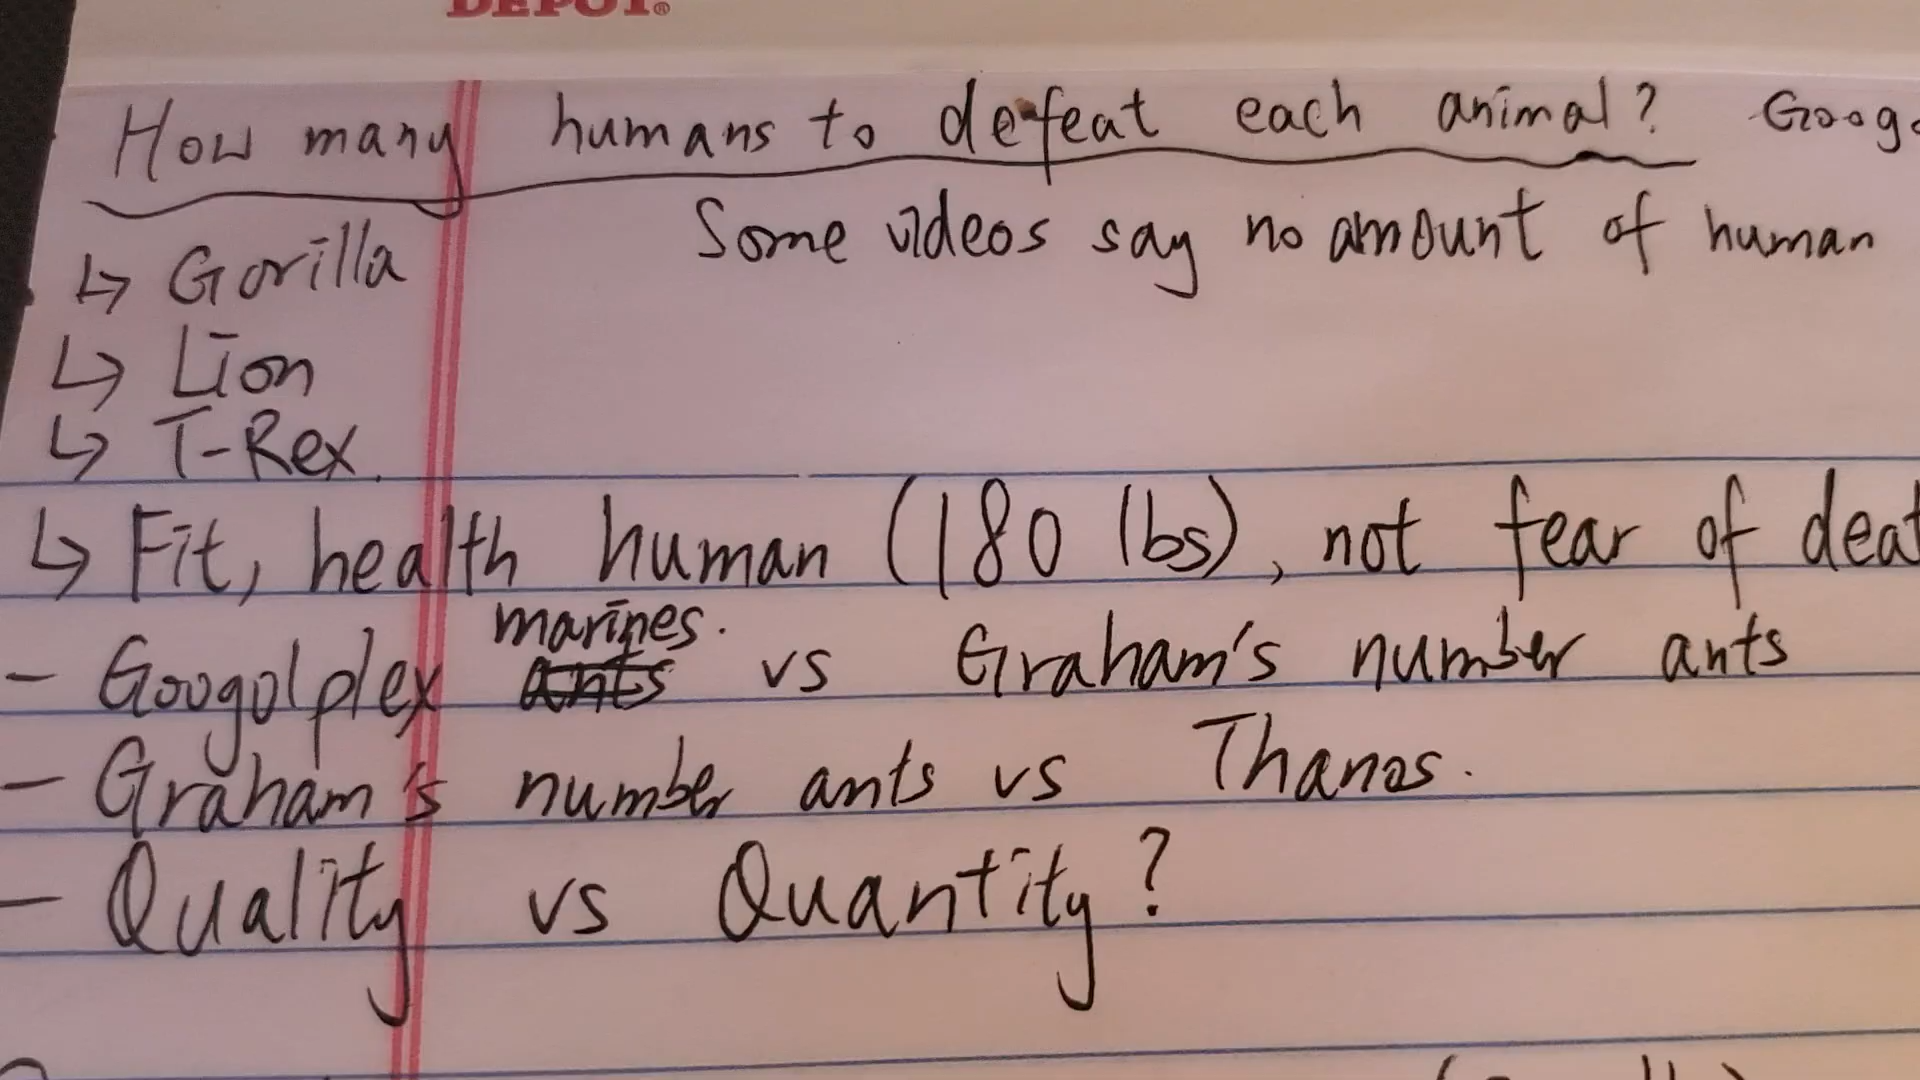 DEPOT®
How many humans to defeat each animal?
Some videos say no amount of human
↳ Gorilla
↳ Lion
↳ T-Rex.
↳ Fit, health human (180 lbs), not fear of deat
marines.
- Googolplex ants vs Graham's number ants
- Graham's number ants vs Thanos.
- Quality vs Quantity?